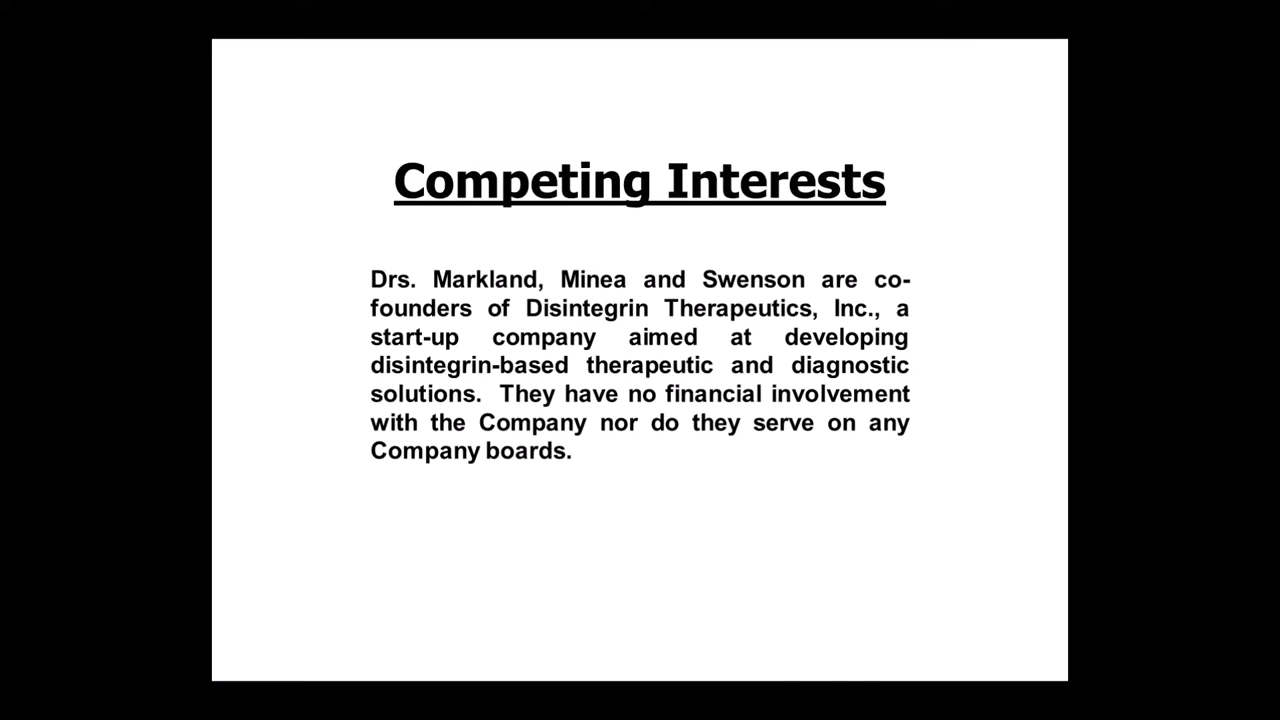 Competing Interests
Drs. Markland, Minea and Swenson are co-
founders of Disintegrin Therapeutics, Inc., a
start-up company aimed at developing
disintegrin-based therapeutic and diagnostic
solutions. They have no financial involvement
with the Company nor do they serve on any
Company boards.